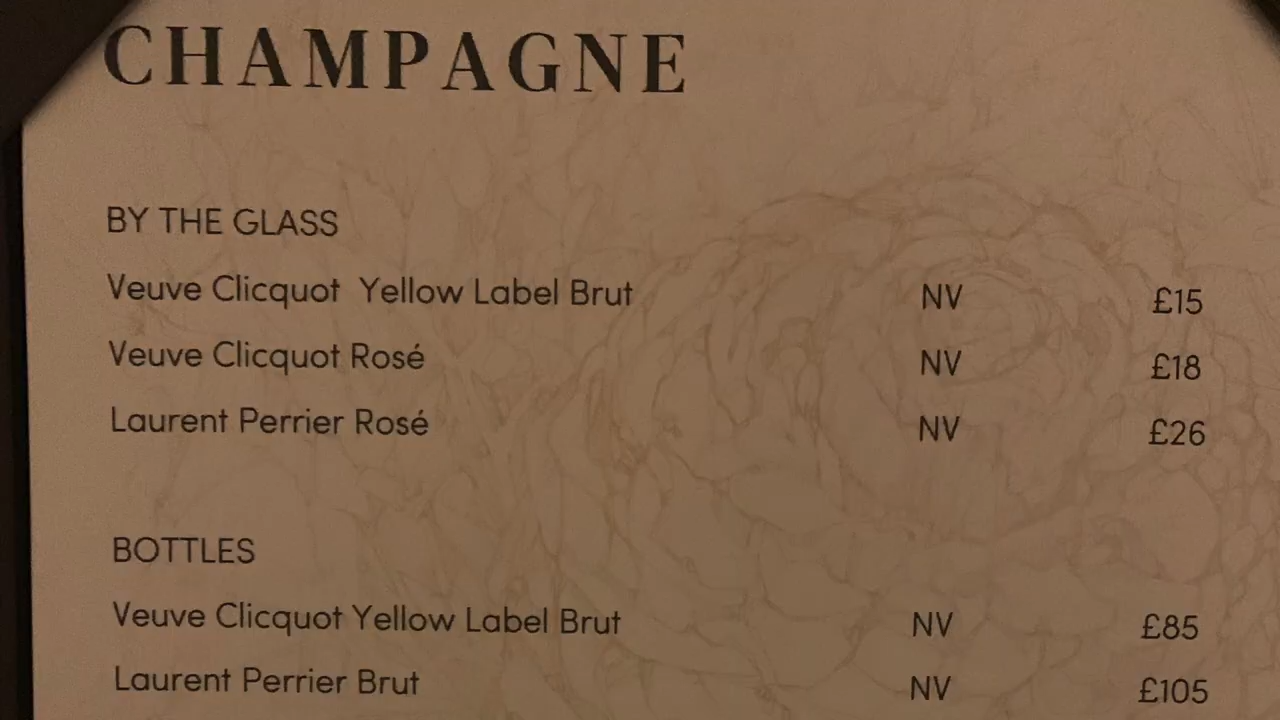 CHAMPAGNE
BY THE GLASS
Veuve Clicquot Yellow Label Brut NV £15
Veuve Clicquot Rosé NV £18
Laurent Perrier Rosé NV £26
BOTTLES
Veuve Clicquot Yellow Label Brut NV £85
Laurent Perrier Brut NV £105